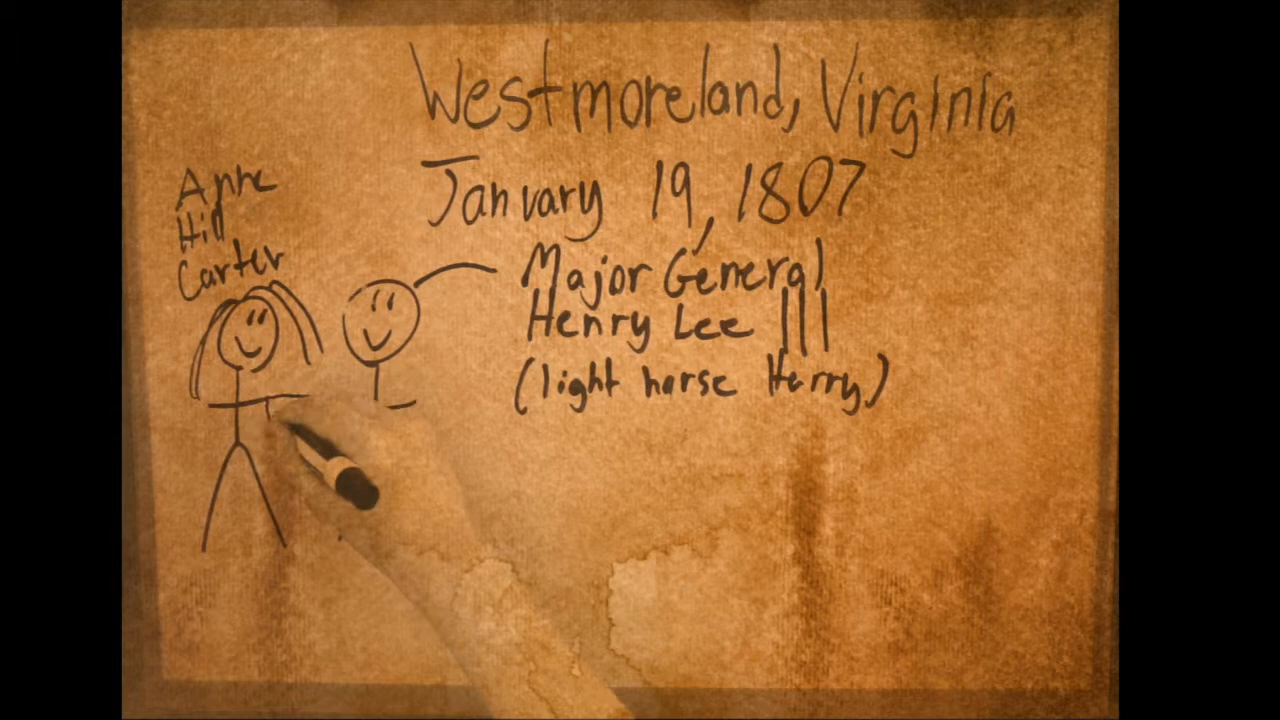 Westmoreland, Virginia
January 19, 1807
Anne
Hill
Carter
Major General
Henry Lee III
(light horse Harry)